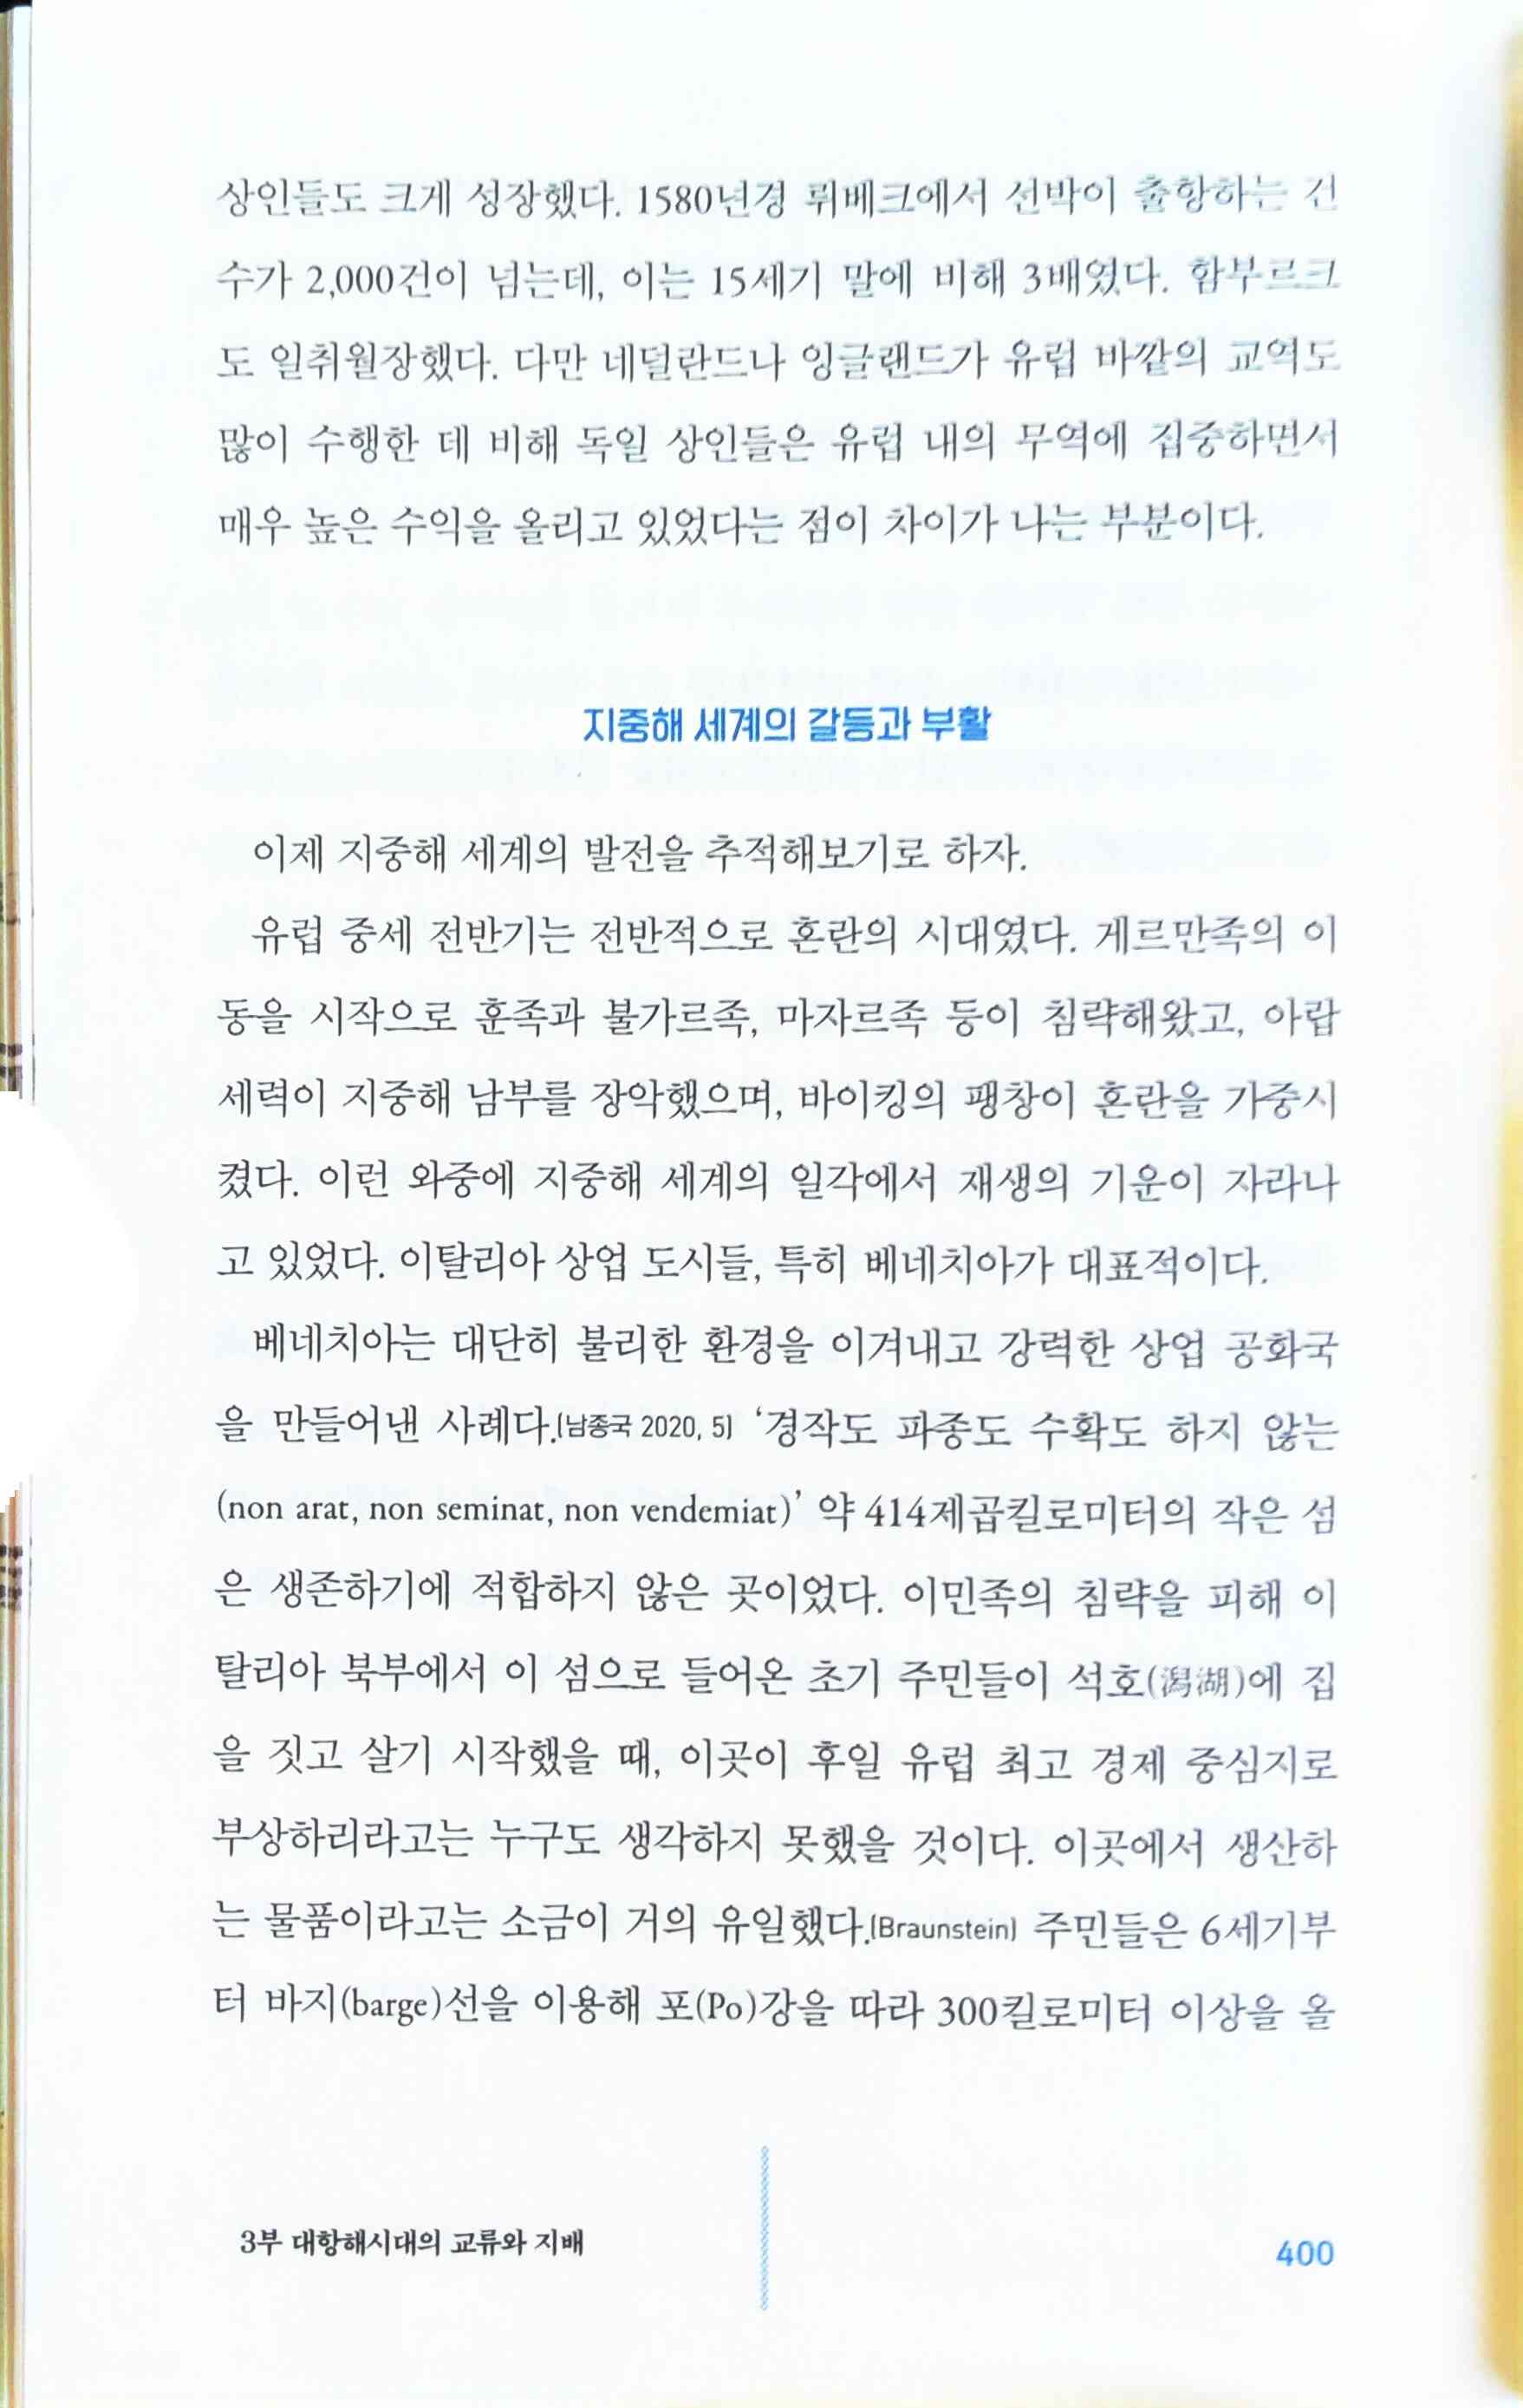 상인들도 크게 성장했다. 1580년경 뤼베크에서 선박이 출항하는 건
수가 2,000건이 넘는데, 이는 15세기 말에 비해 3배였다. 함부르크
도 일취월장했다. 다만 네덜란드나 잉글랜드가 유럽 바깥의 교역도
많이 수행한 데 비해 독일 상인들은 유럽 내의 무역에 집중하면서
매우 높은 수익을 올리고 있었다는 점이 차이가 나는 부분이다.
지중해 세계의 갈등과 부활
이제 지중해 세계의 발전을 추적해보기로 하자.
유럽 중세 전반기는 전반적으로 혼란의 시대였다. 게르만족의 이
동을 시작으로 훈족과 불가르족, 마자르족 등이 침략해왔고, 아랍
세력이 지중해 남부를 장악했으며, 바이킹의 팽창이 혼란을 가중시
켰다. 이런 와중에 지중해 세계의 일각에서 재생의 기운이 자라나
고 있었다. 이탈리아 상업 도시들, 특히 베네치아가 대표적이다.
베네치아는 대단히 불리한 환경을 이겨내고 강력한 상업 공화국
을 만들어낸 사례다.(남종국 2020, 5) ‘경작도 파종도 수확도 하지 않는
(non arat, non seminat, non vendemiat)’ 약 414제곱킬로미터의 작은 섬
은 생존하기에 적합하지 않은 곳이었다. 이민족의 침략을 피해 이
탈리아 북부에서 이 섬으로 들어온 초기 주민들이 석호(潟湖)에 집
을 짓고 살기 시작했을 때, 이곳이 후일 유럽 최고 경제 중심지로
부상하리라고는 누구도 생각하지 못했을 것이다. 이곳에서 생산하
는 물품이라고는 소금이 거의 유일했다.(Braunstein) 주민들은 6세기부
터 바지(barge)선을 이용해 포(Po)강을 따라 300킬로미터 이상을 올
3부 대항해시대의 교류와 지배
400